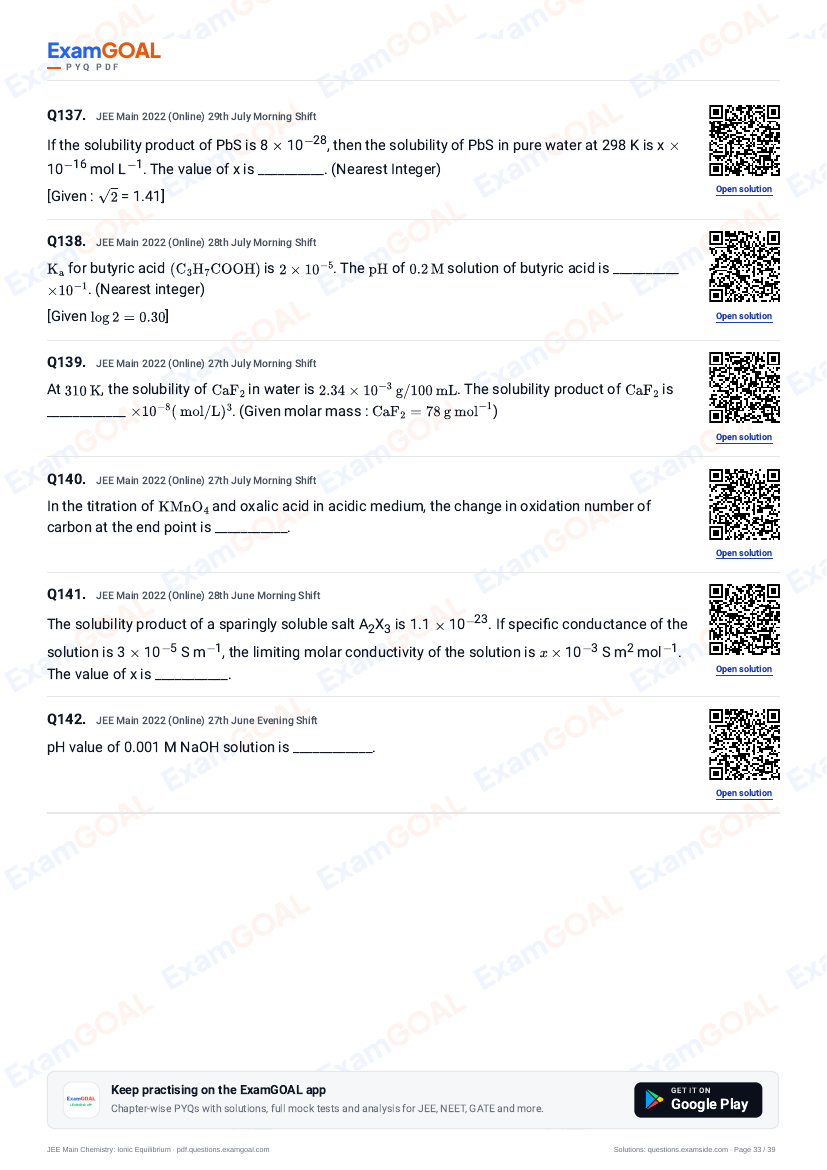 ExamGOAL
PYQ PDF
Q137. JEE Main 2022 (Online) 29th July Morning Shift
If the solubility product of PbS is 8 × 10⁻²⁸, then the solubility of PbS in pure water at 298 K is x ×
10⁻¹⁶ mol L⁻¹. The value of x is __________. (Nearest Integer)
[Given : √2 = 1.41]
Open solution
Q138. JEE Main 2022 (Online) 28th July Morning Shift
Kₐ for butyric acid (C₃H₇COOH) is 2 × 10⁻⁵. The pH of 0.2 M solution of butyric acid is __________
×10⁻¹. (Nearest integer)
[Given log 2 = 0.30]
Open solution
Q139. JEE Main 2022 (Online) 27th July Morning Shift
At 310 K, the solubility of CaF₂ in water is 2.34 × 10⁻³ g/100 mL. The solubility product of CaF₂ is
____________ ×10⁻⁸( mol/L)³. (Given molar mass : CaF₂ = 78 g mol⁻¹)
Open solution
Q140. JEE Main 2022 (Online) 27th July Morning Shift
In the titration of KMnO₄ and oxalic acid in acidic medium, the change in oxidation number of
carbon at the end point is ___________.
Open solution
Q141. JEE Main 2022 (Online) 28th June Morning Shift
The solubility product of a sparingly soluble salt A₂X₃ is 1.1 × 10⁻²³. If specific conductance of the
solution is 3 × 10⁻⁵ S m⁻¹, the limiting molar conductivity of the solution is x × 10⁻³ S m² mol⁻¹.
The value of x is ___________.
Open solution
Q142. JEE Main 2022 (Online) 27th June Evening Shift
pH value of 0.001 M NaOH solution is ____________.
Open solution
Keep practising on the ExamGOAL app
Chapter-wise PYQs with solutions, full mock tests and analysis for JEE, NEET, GATE and more.
GET IT ON
Google Play
JEE Main Chemistry: Ionic Equilibrium · pdf.questions.examgoal.com
Solutions: questions.examside.com · Page 33 / 39